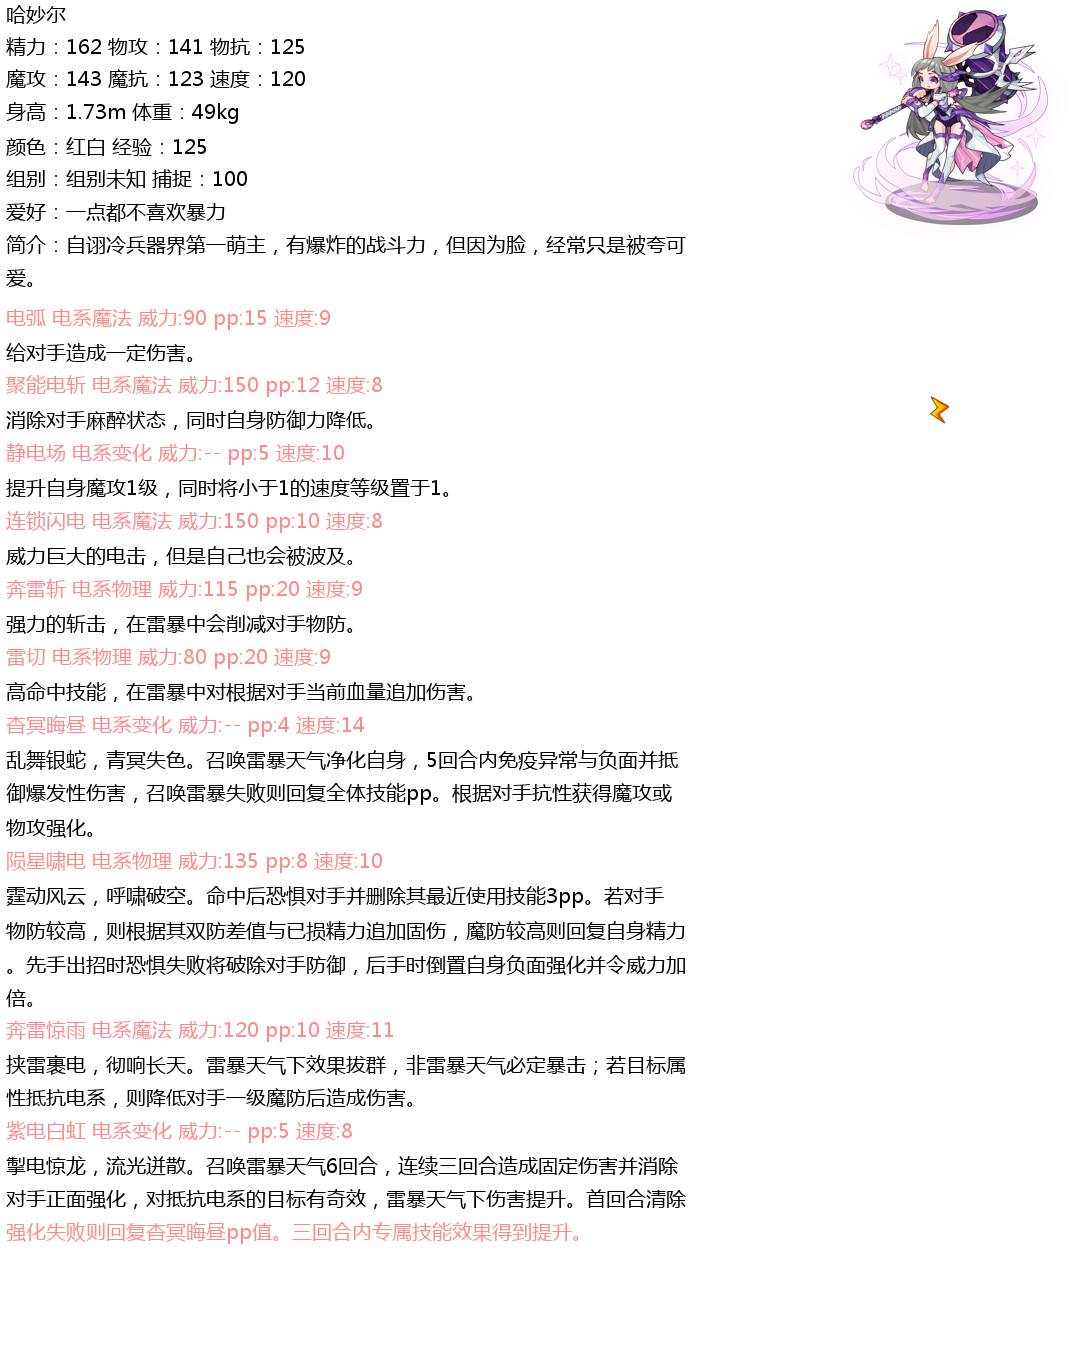 哈妙尔
精力：162 物攻：141 物抗：125
魔攻：143 魔抗：123 速度：120
身高：1.73m 体重：49kg
颜色：红白 经验：125
组别：组别未知 捕捉：100
爱好：一点都不喜欢暴力
简介：自诩冷兵器界第一萌主，有爆炸的战斗力，但因为脸，经常只是被夸可
爱。
电弧 电系魔法 威力:90 pp:15 速度:9
给对手造成一定伤害。
聚能电斩 电系魔法 威力:150 pp:12 速度:8
消除对手麻醉状态，同时自身防御力降低。
静电场 电系变化 威力:-- pp:5 速度:10
提升自身魔攻1级，同时将小于1的速度等级置于1。
连锁闪电 电系魔法 威力:150 pp:10 速度:8
威力巨大的电击，但是自己也会被波及。
奔雷斩 电系物理 威力:115 pp:20 速度:9
强力的斩击，在雷暴中会削减对手物防。
雷切 电系物理 威力:80 pp:20 速度:9
高命中技能，在雷暴中对根据对手当前血量追加伤害。
杳冥晦昼 电系变化 威力:-- pp:4 速度:14
乱舞银蛇，青冥失色。召唤雷暴天气净化自身，5回合内免疫异常与负面并抵
御爆发性伤害，召唤雷暴失败则回复全体技能pp。根据对手抗性获得魔攻或
物攻强化。
陨星啸电 电系物理 威力:135 pp:8 速度:10
霆动风云，呼啸破空。命中后恐惧对手并删除其最近使用技能3pp。若对手
物防较高，则根据其双防差值与已损精力追加固伤，魔防较高则回复自身精力
。先手出招时恐惧失败将破除对手防御，后手时倒置自身负面强化并令威力加
倍。
奔雷惊雨 电系魔法 威力:120 pp:10 速度:11
挟雷裹电，彻响长天。雷暴天气下效果拔群，非雷暴天气必定暴击；若目标属
性抵抗电系，则降低对手一级魔防后造成伤害。
紫电白虹 电系变化 威力:-- pp:5 速度:8
掣电惊龙，流光迸散。召唤雷暴天气6回合，连续三回合造成固定伤害并消除
对手正面强化，对抵抗电系的目标有奇效，雷暴天气下伤害提升。首回合清除
强化失败则回复杳冥晦昼pp值。三回合内专属技能效果得到提升。